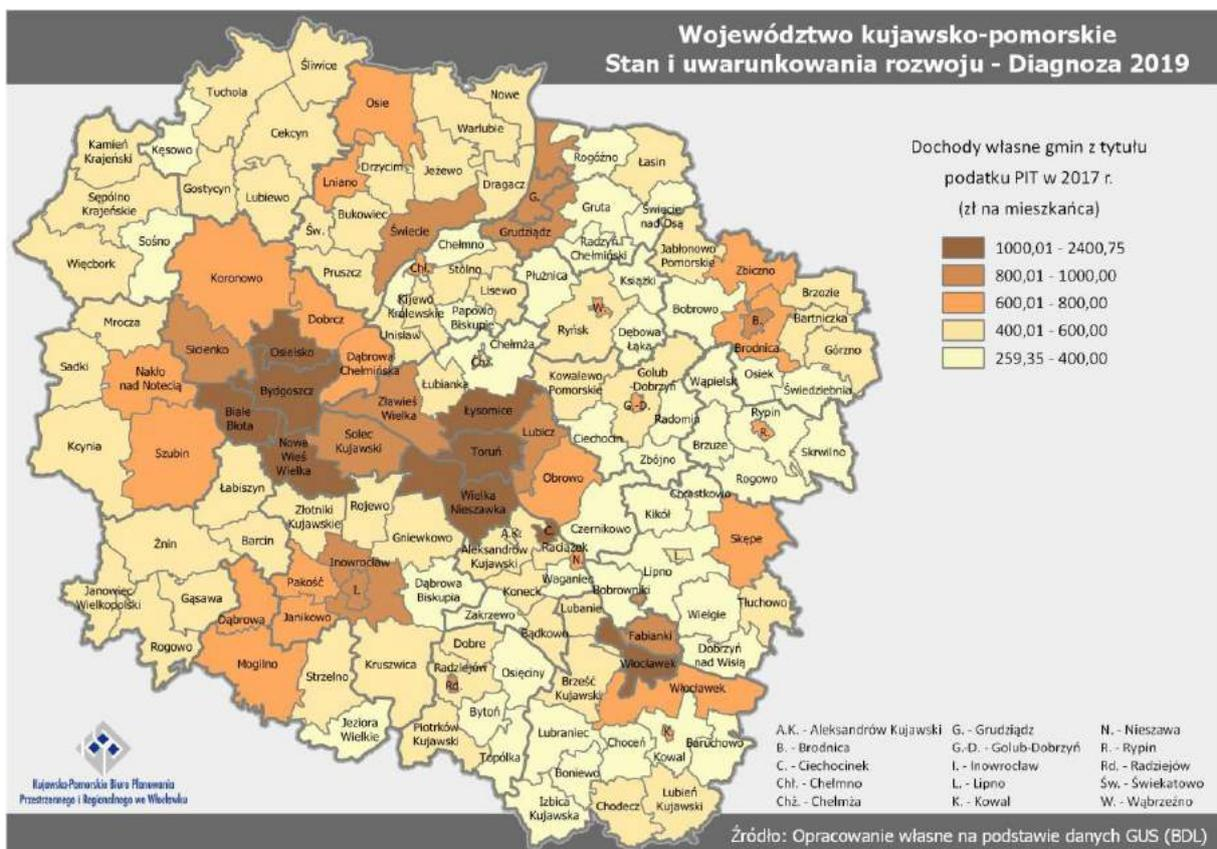 Województwo kujawsko-pomorskie
Stan i uwarunkowania rozwoju - Diagnoza 2019
Dochody własne gmin z tytułu
podatku PIT w 2017 r.
(zł na mieszkańca)
1000,01 - 2400,75
800,01 - 1000,00
600,01 - 800,00
400,01 - 600,00
259,35 - 400,00
Śliwice
Tuchola
Osie
Nowe
Cekcyn
Warlubie
Kamień
Krajeński
Kęsowo
Rogóźno
Łasin
Drzycim
Jeżewo
Lniano
Gostycyn
Lubiewo
Dragacz
Sępólno
Krajeńskie
Bukowiec
G.
Gruta
Świecie
nad Osą
Św.
Świecie
Grudziądz
Sośno
Chełmno
Radzyń
Chełmiński
Jabłonowo
Pomorskie
Więcbork
Pruszcz
Chł.
Stolno
Zbiczno
Koronowo
Płużnica
Książki
Lisewo
Bobrowo
Brzozie
Kijewo
Królewskie
Papowo
Biskupie
W.
B.
Bartniczka
Mrocza
Dobrcz
Unisław
Ryńsk
Dębowa
Łąka
Brodnica
Górzno
Sicienko
Osielsko
Dąbrowa
Chełmińska
Chełmża
Chż.
Sadki
Nakło
nad Notecią
Łubianka
Kowalewo
Pomorskie
Golub
-Dobrzyń
Wąpielsk
Osiek
Świedziebnia
Bydgoszcz
Zławieś
Wielka
G.-D.
Radomin
Rypin
Białe
Błota
Łysomice
Lubicz
R.
Kcynia
Szubin
Nowa
Wieś
Wielka
Solec
Kujawski
Toruń
Ciechocin
Zbójno
Brzuze
Skrwilno
Obrowo
Rogowo
Wielka
Nieszawka
Łabiszyn
Złotniki
Kujawskie
Rojewo
Chrostkowo
Czernikowo
Kikół
Gniewkowo
A.K.
C.
Skępe
Żnin
Barcin
Aleksandrów
Kujawski
Raciążek
N.
L.
Inowrocław
Lipno
Pakość
I.
Dąbrowa
Biskupia
Koneck
Waganiec
Bobrowniki
Janowiec
Wielkopolski
Gąsawa
Janikowo
Zakrzewo
Lubanie
Wielgie
Tłuchowo
Dąbrowa
Bądkowo
Fabianki
Rogowo
Mogilno
Strzelno
Kruszwica
Dobre
Włocławek
Dobrzyń
nad Wisłą
Radziejów
Osięciny
Rd.
Brześć
Kujawski
Włocławek
Jeziora
Wielkie
Piotrków
Kujawski
Bytoń
Lubraniec
K.
Topólka
Choceń
Kowal
Baruchowo
Boniewo
Izbica
Kujawska
Chodecz
Lubień
Kujawski
A.K. - Aleksandrów Kujawski
B. - Brodnica
C. - Ciechocinek
Chł. - Chełmno
Chż. - Chełmża
G. - Grudziądz
G.-D. - Golub-Dobrzyń
I. - Inowrocław
L. - Lipno
K. - Kowal
N. - Nieszawa
R. - Rypin
Rd. - Radziejów
Św. - Świekatowo
W. - Wąbrzeźno
Kujawsko-Pomorskie Biuro Planowania
Przestrzennego i Regionalnego we Włocławku
Źródło: Opracowanie własne na podstawie danych GUS (BDL)